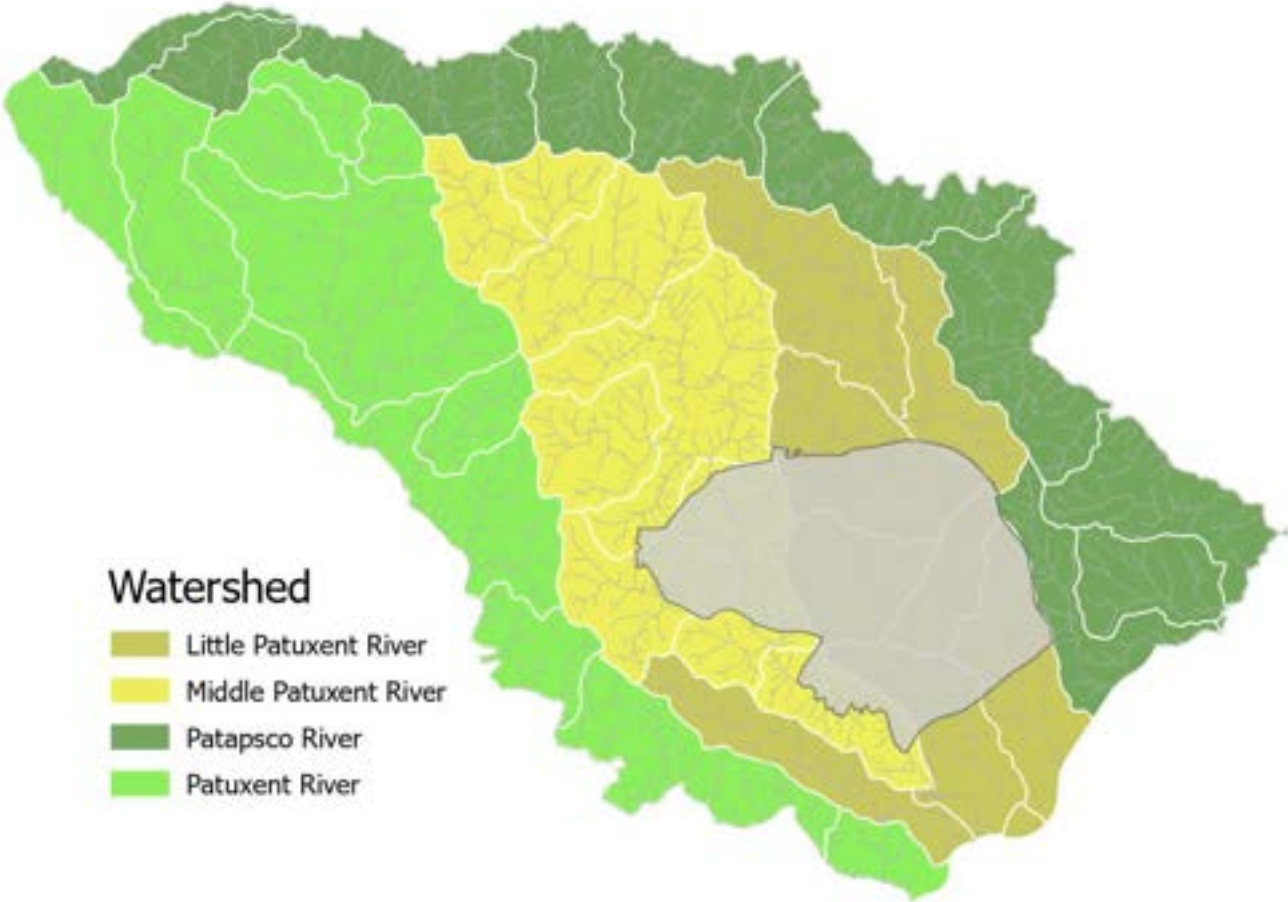 Watershed
Little Patuxent River
Middle Patuxent River
Patapsco River
Patuxent River